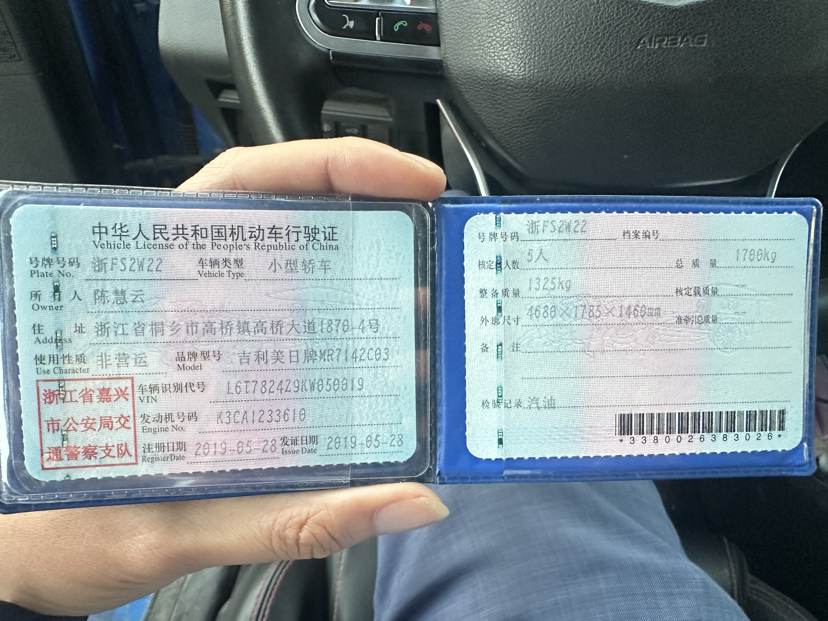 AIRBAG
中华人民共和国机动车行驶证
Vehicle License of the People's Republic of China
号牌号码 浙FS2W22 车辆类型 小型轿车
Plate No. Vehicle Type
所有人 陈慧云
Owner
住址 浙江省桐乡市高桥镇高桥大道1870-4号
Address
使用性质 非营运 品牌型号 吉利美日牌MR7142C03
Use Character Model
浙江省嘉兴
市公安局交
通警察支队
车辆识别代号 L6T7824Z9KW050019
VIN
发动机号码 K3CA1233610
Engine No.
注册日期 2019-05-28 发证日期 2019-05-28
Register Date Issue Date
号牌号码 浙FS2W22 档案编号
核定人数 5人 总质量 1700kg
整备质量 1325kg 核定载质量 --
外廓尺寸 4680×1785×1460mm 准牵引总质量 --
备注
检验记录 汽油
*3380026383026*